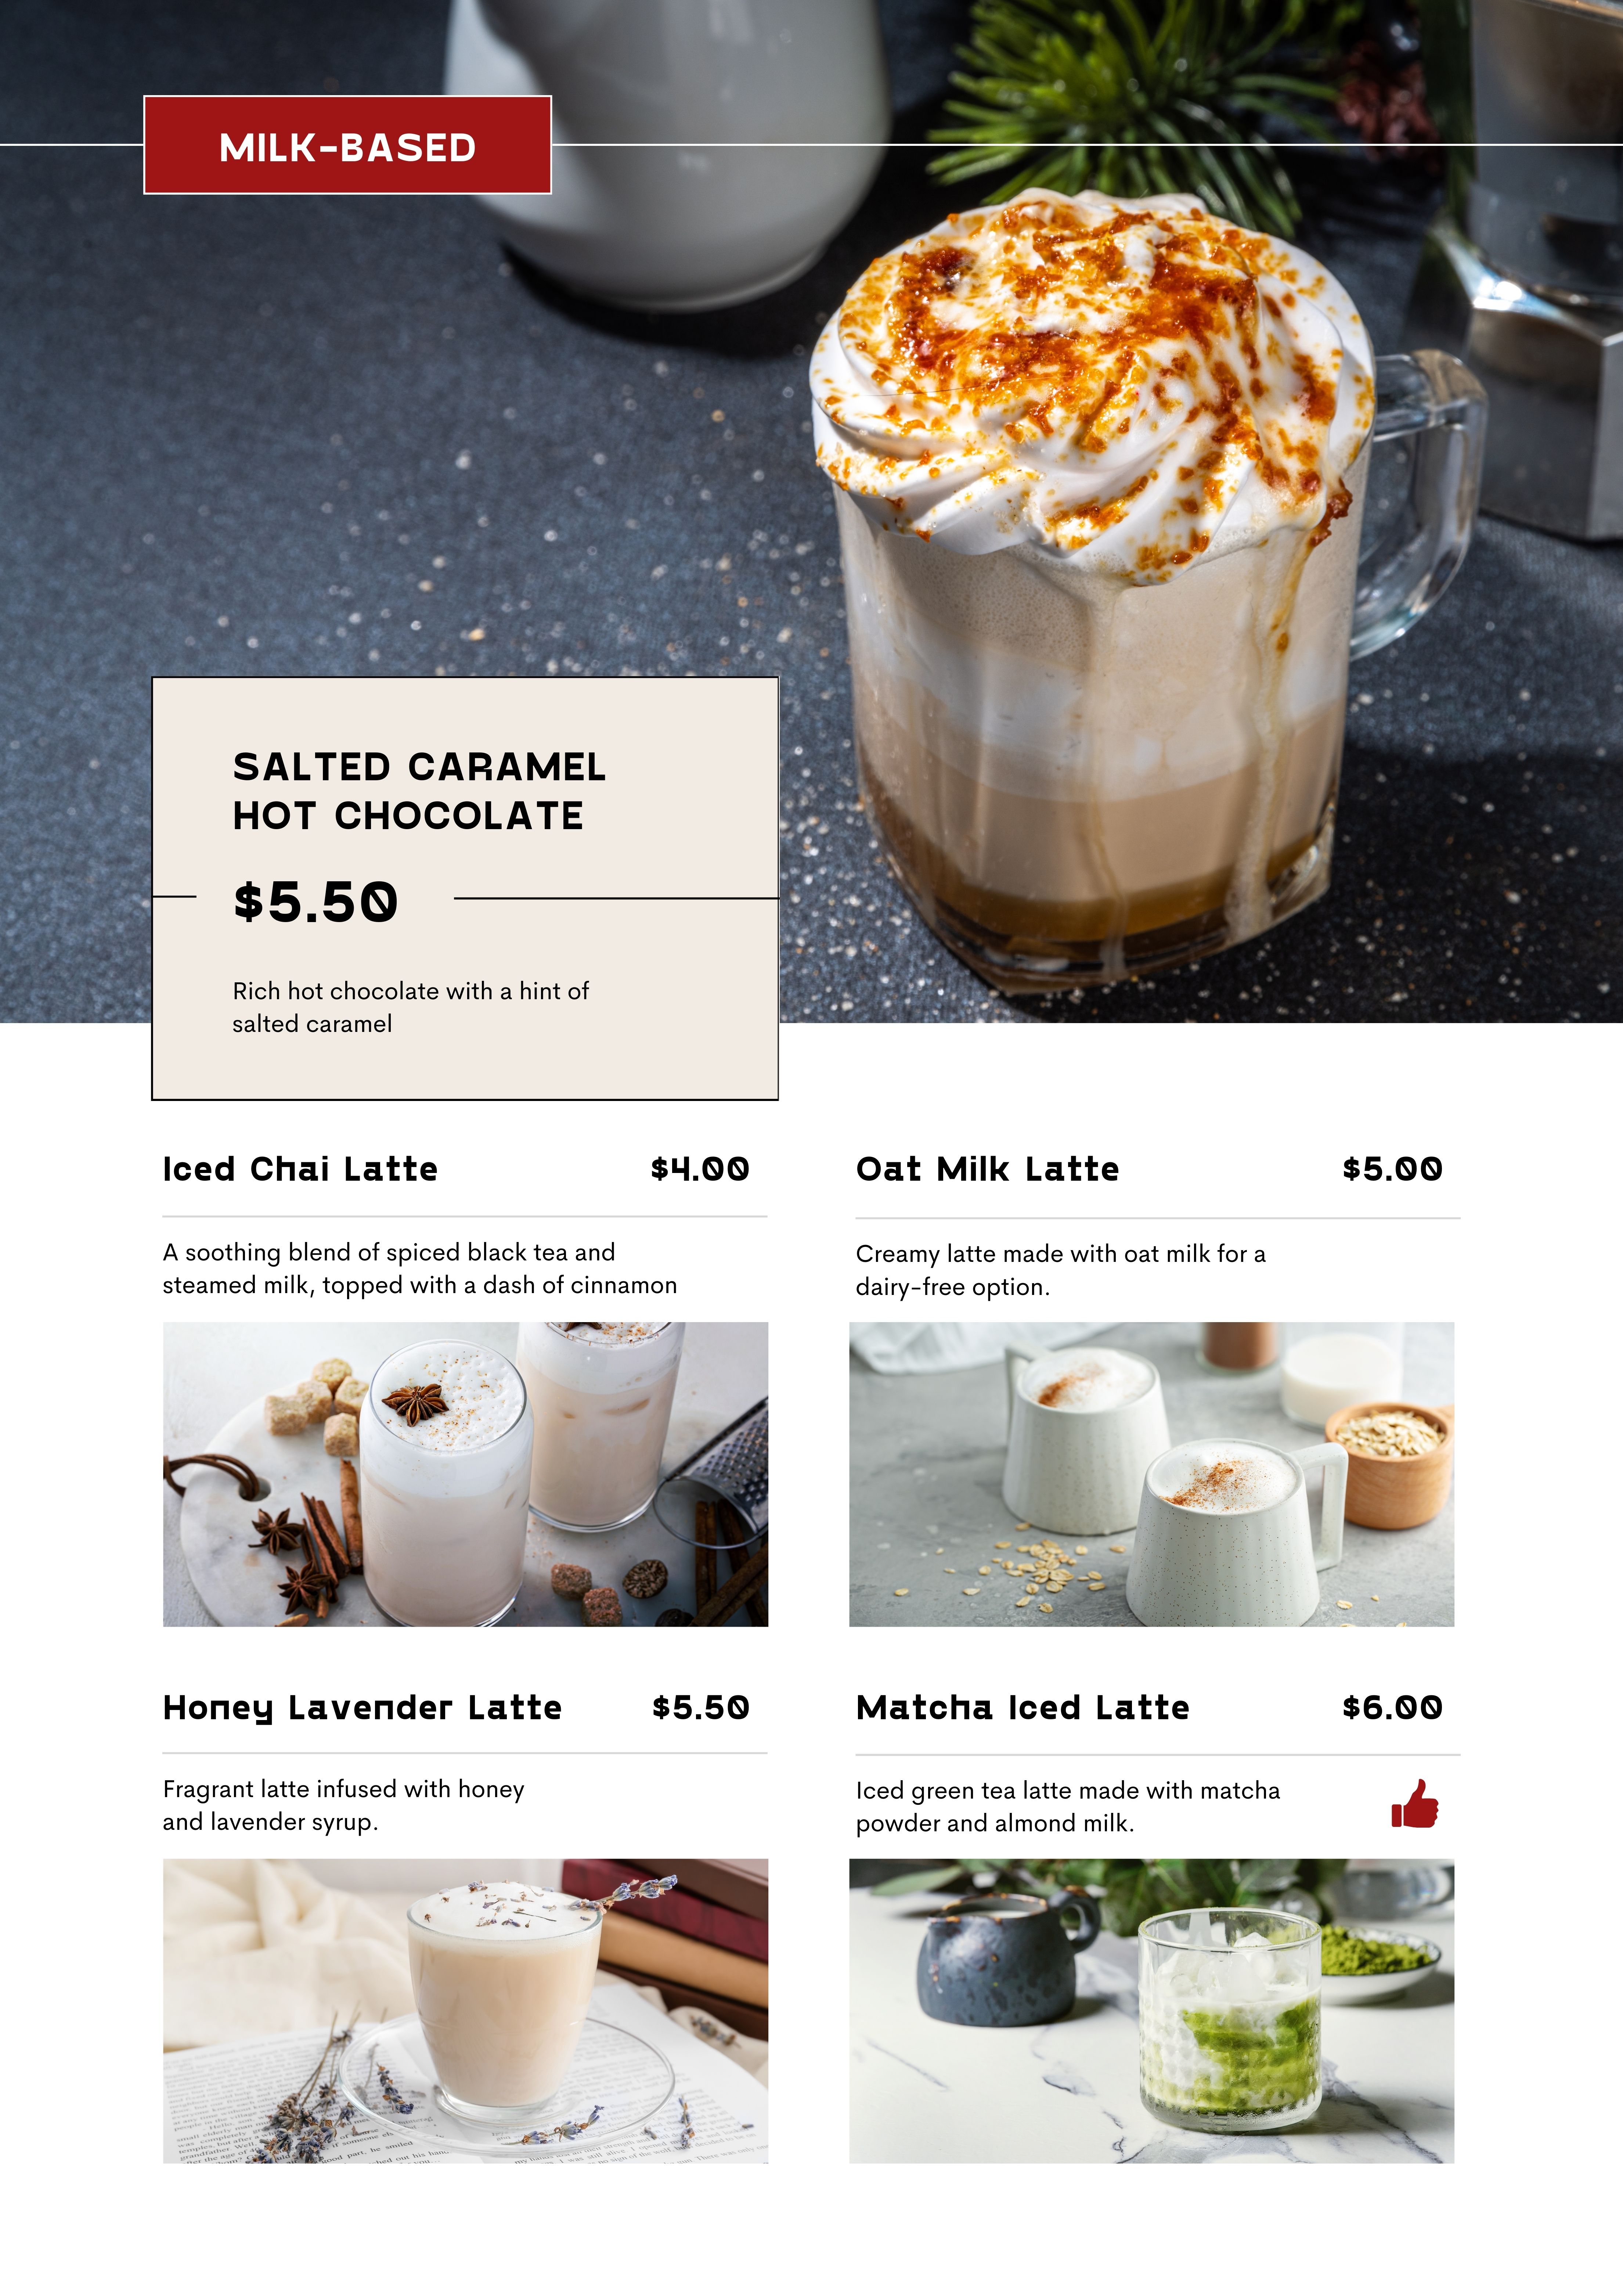 MILK-BASED
SALTED CARAMEL
HOT CHOCOLATE
$5.50
Rich hot chocolate with a hint of
salted caramel
Iced Chai Latte $4.00
A soothing blend of spiced black tea and
steamed milk, topped with a dash of cinnamon
Oat Milk Latte $5.00
Creamy latte made with oat milk for a
dairy-free option.
Honey Lavender Latte $5.50
Fragrant latte infused with honey
and lavender syrup.
Matcha Iced Latte $6.00
Iced green tea latte made with matcha
powder and almond milk.